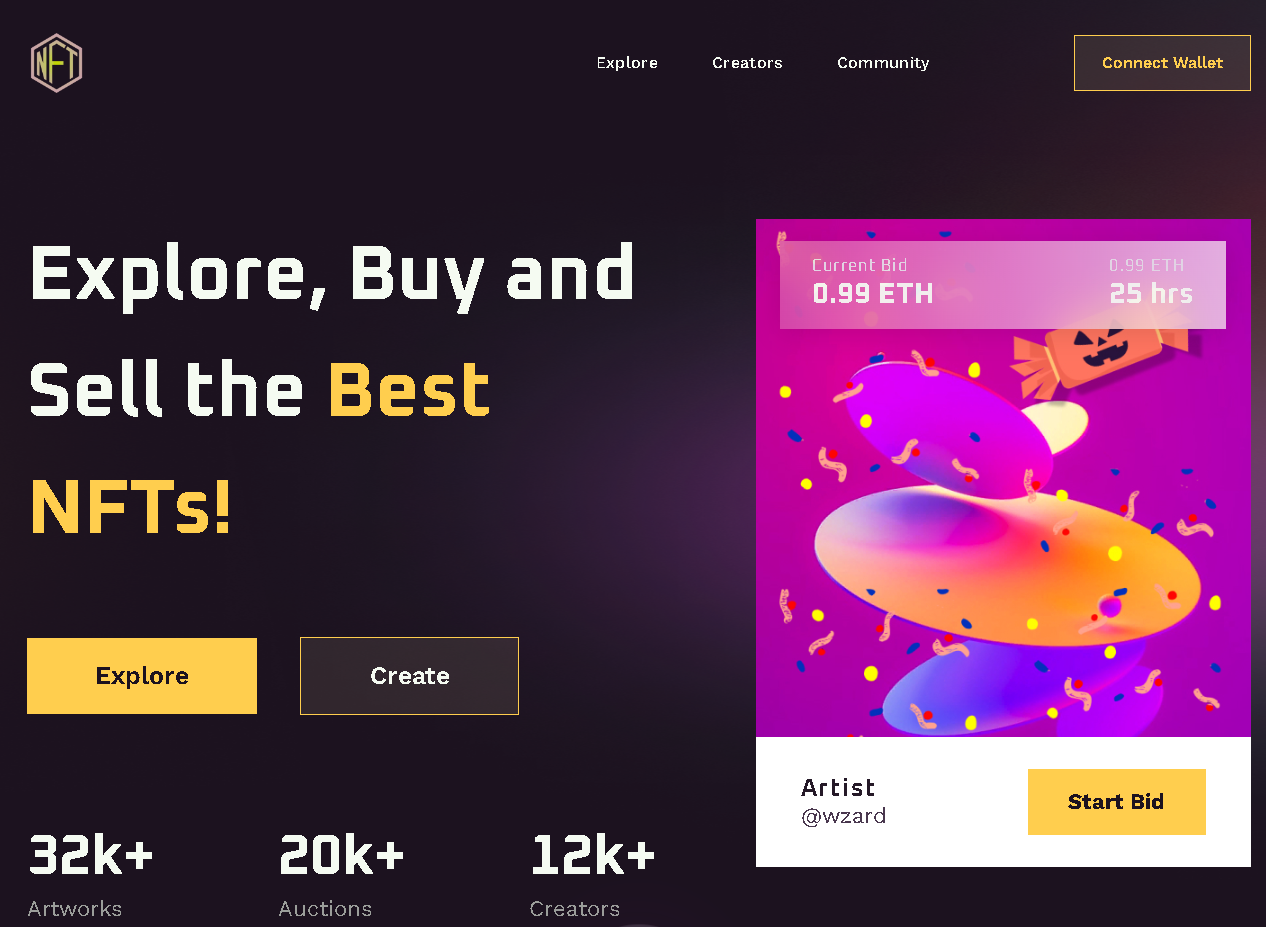 NFT
Explore
Creators
Community
Connect Wallet
Explore, Buy and
Sell the Best
NFTs!
Explore
Create
32k+
Artworks
20k+
Auctions
12k+
Creators
Current Bid
0.99 ETH
0.99 ETH
25 hrs
Artist
@wzard
Start Bid